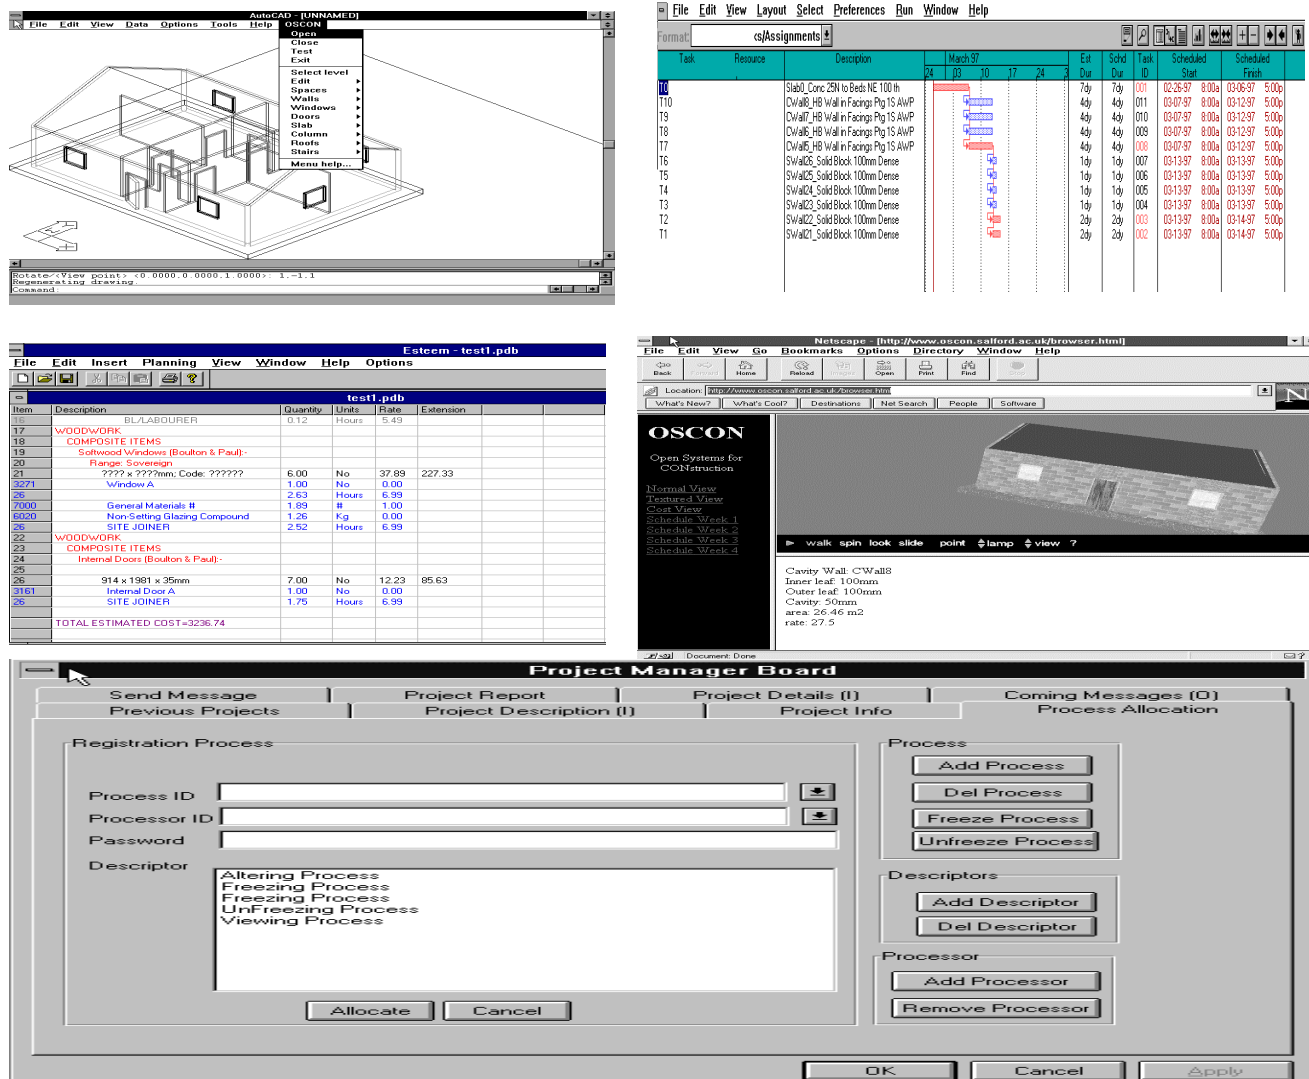 AutoCAD - [UNNAMED]
File Edit View Data Options Tools Help OSCON
Open
Close
Test
Exit
Select level
Edit
Spaces
Walls
Windows
Doors
Slab
Column
Roofs
Stairs
Menu help...
Rotate/<View point> <0.0000,0.0000,1.0000>: 1,-1,1
Regenerating drawing.
Command:
File Edit View Layout Select Preferences Run Window Help
Format: cs/Assignments
Task Resource Description March 97 Est Schd Task Scheduled Scheduled
24 03 10 17 24 3 Dur Dur ID Start Finish
T0 Slab0_Conc 25N to Beds NE 100 th 7dy 7dy 001 02-26-97 8:00a 03-06-97 5:00p
T10 CWall8_HB Wall in Facings Ptg 1S AWP 4dy 4dy 011 03-07-97 8:00a 03-12-97 5:00p
T9 CWall7_HB Wall in Facings Ptg 1S AWP 4dy 4dy 010 03-07-97 8:00a 03-12-97 5:00p
T8 CWall6_HB Wall in Facings Ptg 1S AWP 4dy 4dy 009 03-07-97 8:00a 03-12-97 5:00p
T7 CWall5_HB Wall in Facings Ptg 1S AWP 4dy 4dy 008 03-07-97 8:00a 03-12-97 5:00p
T6 SWall26_Solid Block 100mm Dense 1dy 1dy 007 03-13-97 8:00a 03-13-97 5:00p
T5 SWall25_Solid Block 100mm Dense 1dy 1dy 006 03-13-97 8:00a 03-13-97 5:00p
T4 SWall24_Solid Block 100mm Dense 1dy 1dy 005 03-13-97 8:00a 03-13-97 5:00p
T3 SWall23_Solid Block 100mm Dense 1dy 1dy 004 03-13-97 8:00a 03-13-97 5:00p
T2 SWall22_Solid Block 100mm Dense 2dy 2dy 003 03-13-97 8:00a 03-14-97 5:00p
T1 SWall21_Solid Block 100mm Dense 2dy 2dy 002 03-13-97 8:00a 03-14-97 5:00p
Esteem - test1.pdb
File Edit Insert Planning View Window Help Options
test1.pdb
Item Description Quantity Units Rate Extension
16 BL/LABOURER 0.12 Hours 5.49
17 WOODWORK
18 COMPOSITE ITEMS
19 Softwood Windows (Boulton & Paul):-
20 Range: Sovereign
21 ???? x ????mm; Code: ?????? 6.00 No 37.89 227.33
3271 Window A 1.00 No 0.00
26 2.63 Hours 6.99
7000 General Materials # 1.89 # 1.00
6020 Non-Setting Glazing Compound 1.26 Kg 0.00
26 SITE JOINER 2.52 Hours 6.99
22 WOODWORK
23 COMPOSITE ITEMS
24 Internal Doors (Boulton & Paul):-
25
26 914 x 1981 x 35mm 7.00 No 12.23 85.63
3161 Internal Door A 1.00 No 0.00
26 SITE JOINER 1.75 Hours 6.99
TOTAL ESTIMATED COST=3236.74
Netscape - [http://www.oscon.salford.ac.uk/browser.html]
File Edit View Go Bookmarks Options Directory Window Help
Back Forward Home Reload Images Open Print Find Stop
Location: http://www.oscon.salford.ac.uk/browser.html
What's New? What's Cool? Destinations Net Search People Software
N
OSCON
Open Systems for
CONstruction
Normal View
Textured View
Cost View
Schedule Week 1
Schedule Week 2
Schedule Week 3
Schedule Week 4
walk spin look slide point lamp view ?
Cavity Wall: CWall8
Inner leaf: 100mm
Outer leaf: 100mm
Cavity: 50mm
area: 26.46 m2
rate: 27.5
Document: Done
Project Manager Board
Send Message Project Report Project Details (I) Coming Messages (O)
Previous Projects Project Description (I) Project Info Process Allocation
Registration Process
Process ID
Processor ID
Password
Descriptor
Altering Process
Freezing Process
Freezing Process
UnFreezing Process
Viewing Process
Allocate Cancel
Process
Add Process
Del Process
Freeze Process
Unfreeze Process
Descriptors
Add Descriptor
Del Descriptor
Processor
Add Processor
Remove Processor
OK Cancel Apply